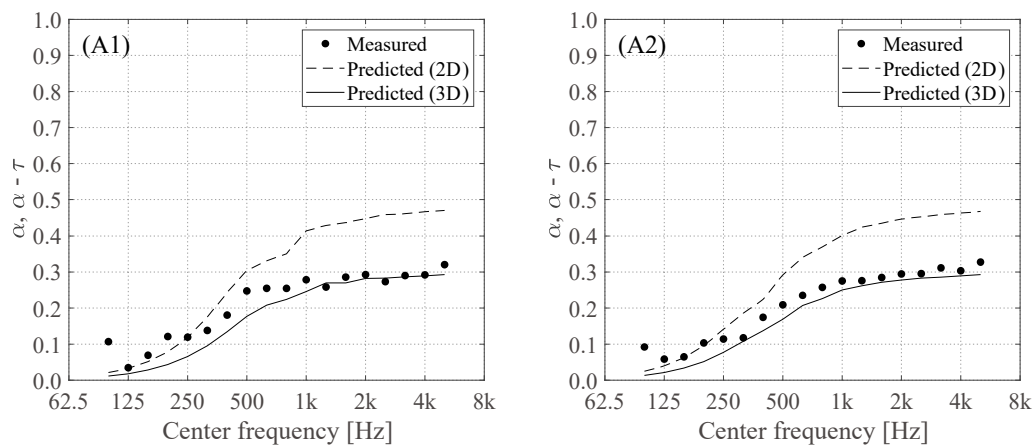 (A1)
Measured
Predicted (2D)
Predicted (3D)
1.0
0.9
0.8
0.7
0.6
0.5
0.4
0.3
0.2
0.1
0.0
α, α - τ
62.5 125 250 500 1k 2k 4k 8k
Center frequency [Hz]
(A2)
Measured
Predicted (2D)
Predicted (3D)
1.0
0.9
0.8
0.7
0.6
0.5
0.4
0.3
0.2
0.1
0.0
α, α - τ
62.5 125 250 500 1k 2k 4k 8k
Center frequency [Hz]